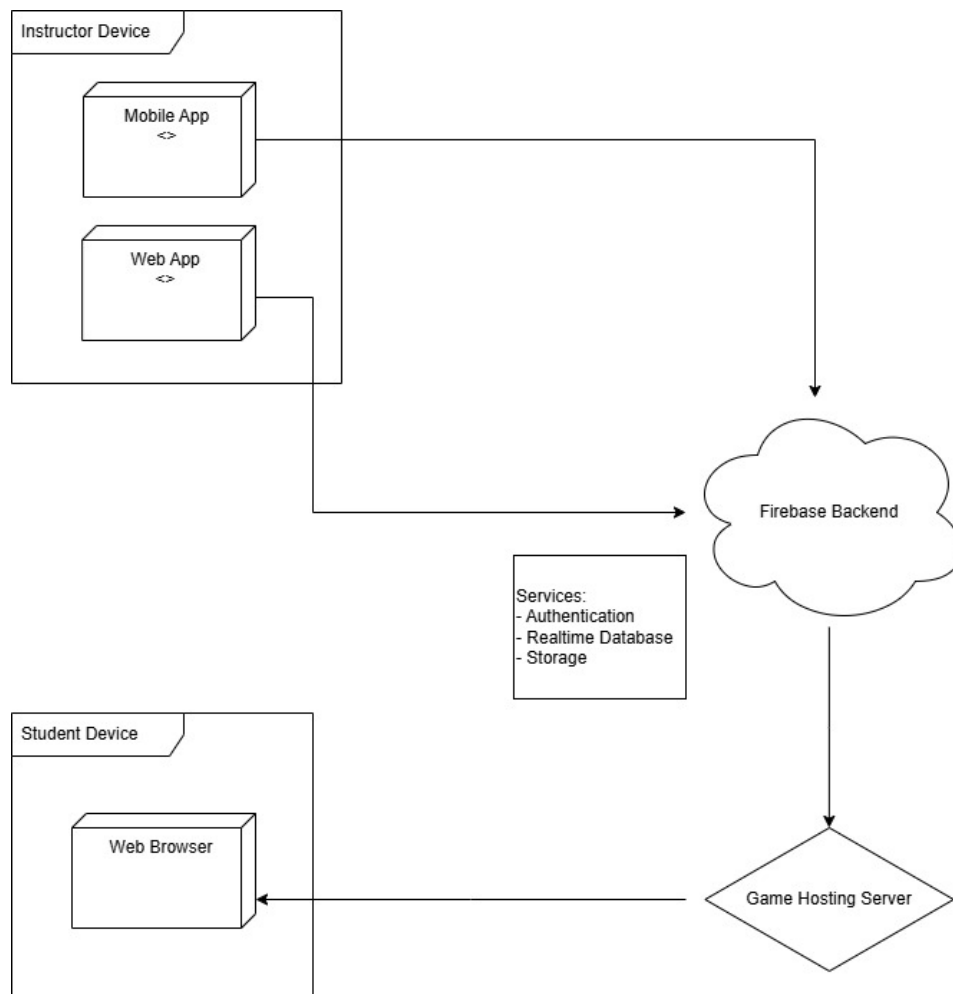 Instructor Device
Mobile App
<>
Web App
<>
Firebase Backend
Services:
- Authentication
- Realtime Database
- Storage
Student Device
Web Browser
Game Hosting Server